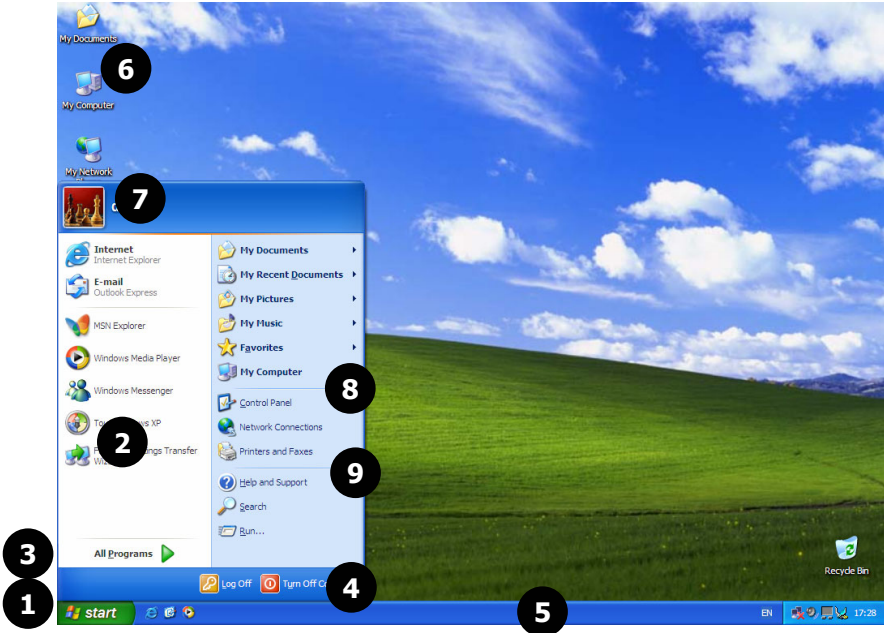 My Documents
6
My Computer
My Network
7
Internet
Internet Explorer
E-mail
Outlook Express
MSN Explorer
Windows Media Player
Windows Messenger
XP
2
Transfer
All Programs
My Documents
My Recent Documents
My Pictures
My Music
Favorites
My Computer
8
Control Panel
Network Connections
Printers and Faxes
9
Help and Support
Search
Run...
3
Log Off
Turn Off
4
Recycle Bin
1
start
5
EN
17:28